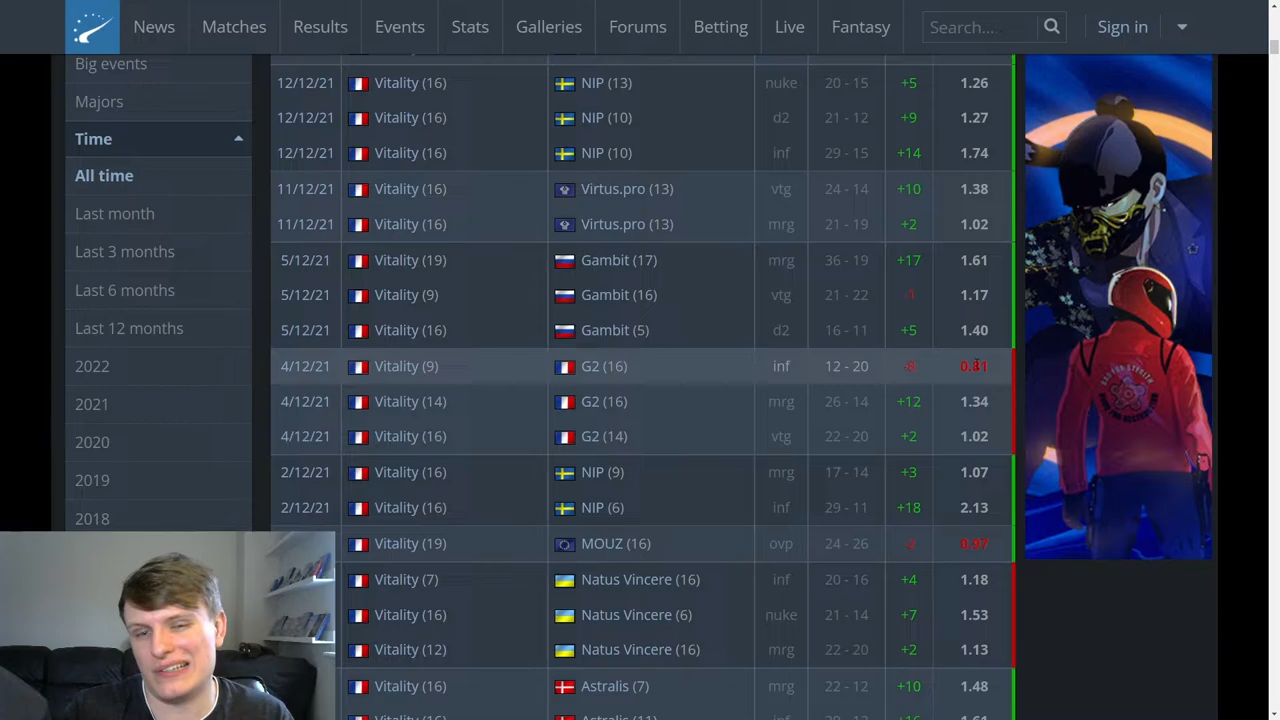 News Matches Results Events Stats Galleries Forums Betting Live Fantasy Search... Sign in
Big events
Majors
Time
All time
Last month
Last 3 months
Last 6 months
Last 12 months
2022
2021
2020
2019
2018
12/12/21 Vitality (16) NIP (13) nuke 20 - 15 +5 1.26
12/12/21 Vitality (16) NIP (10) d2 21 - 12 +9 1.27
12/12/21 Vitality (16) NIP (10) inf 29 - 15 +14 1.74
11/12/21 Vitality (16) Virtus.pro (13) vtg 24 - 14 +10 1.38
11/12/21 Vitality (16) Virtus.pro (13) mrg 21 - 19 +2 1.02
5/12/21 Vitality (19) Gambit (17) mrg 36 - 19 +17 1.61
5/12/21 Vitality (9) Gambit (16) vtg 21 - 22 -1 1.17
5/12/21 Vitality (16) Gambit (5) d2 16 - 11 +5 1.40
4/12/21 Vitality (9) G2 (16) inf 12 - 20 -8
4/12/21 Vitality (14) G2 (16) mrg 26 - 14 +12 1.34
4/12/21 Vitality (16) G2 (14) vtg 22 - 20 +2 1.02
2/12/21 Vitality (16) NIP (9) mrg 17 - 14 +3 1.07
2/12/21 Vitality (16) NIP (6) inf 29 - 11 +18 2.13
Vitality (19) MOUZ (16) ovp 24 - 26 -2 0.97
Vitality (7) Natus Vincere (16) inf 20 - 16 +4 1.18
Vitality (16) Natus Vincere (6) nuke 21 - 14 +7 1.53
Vitality (12) Natus Vincere (16) mrg 22 - 20 +2 1.13
Vitality (16) Astralis (7) mrg 22 - 12 +10 1.48